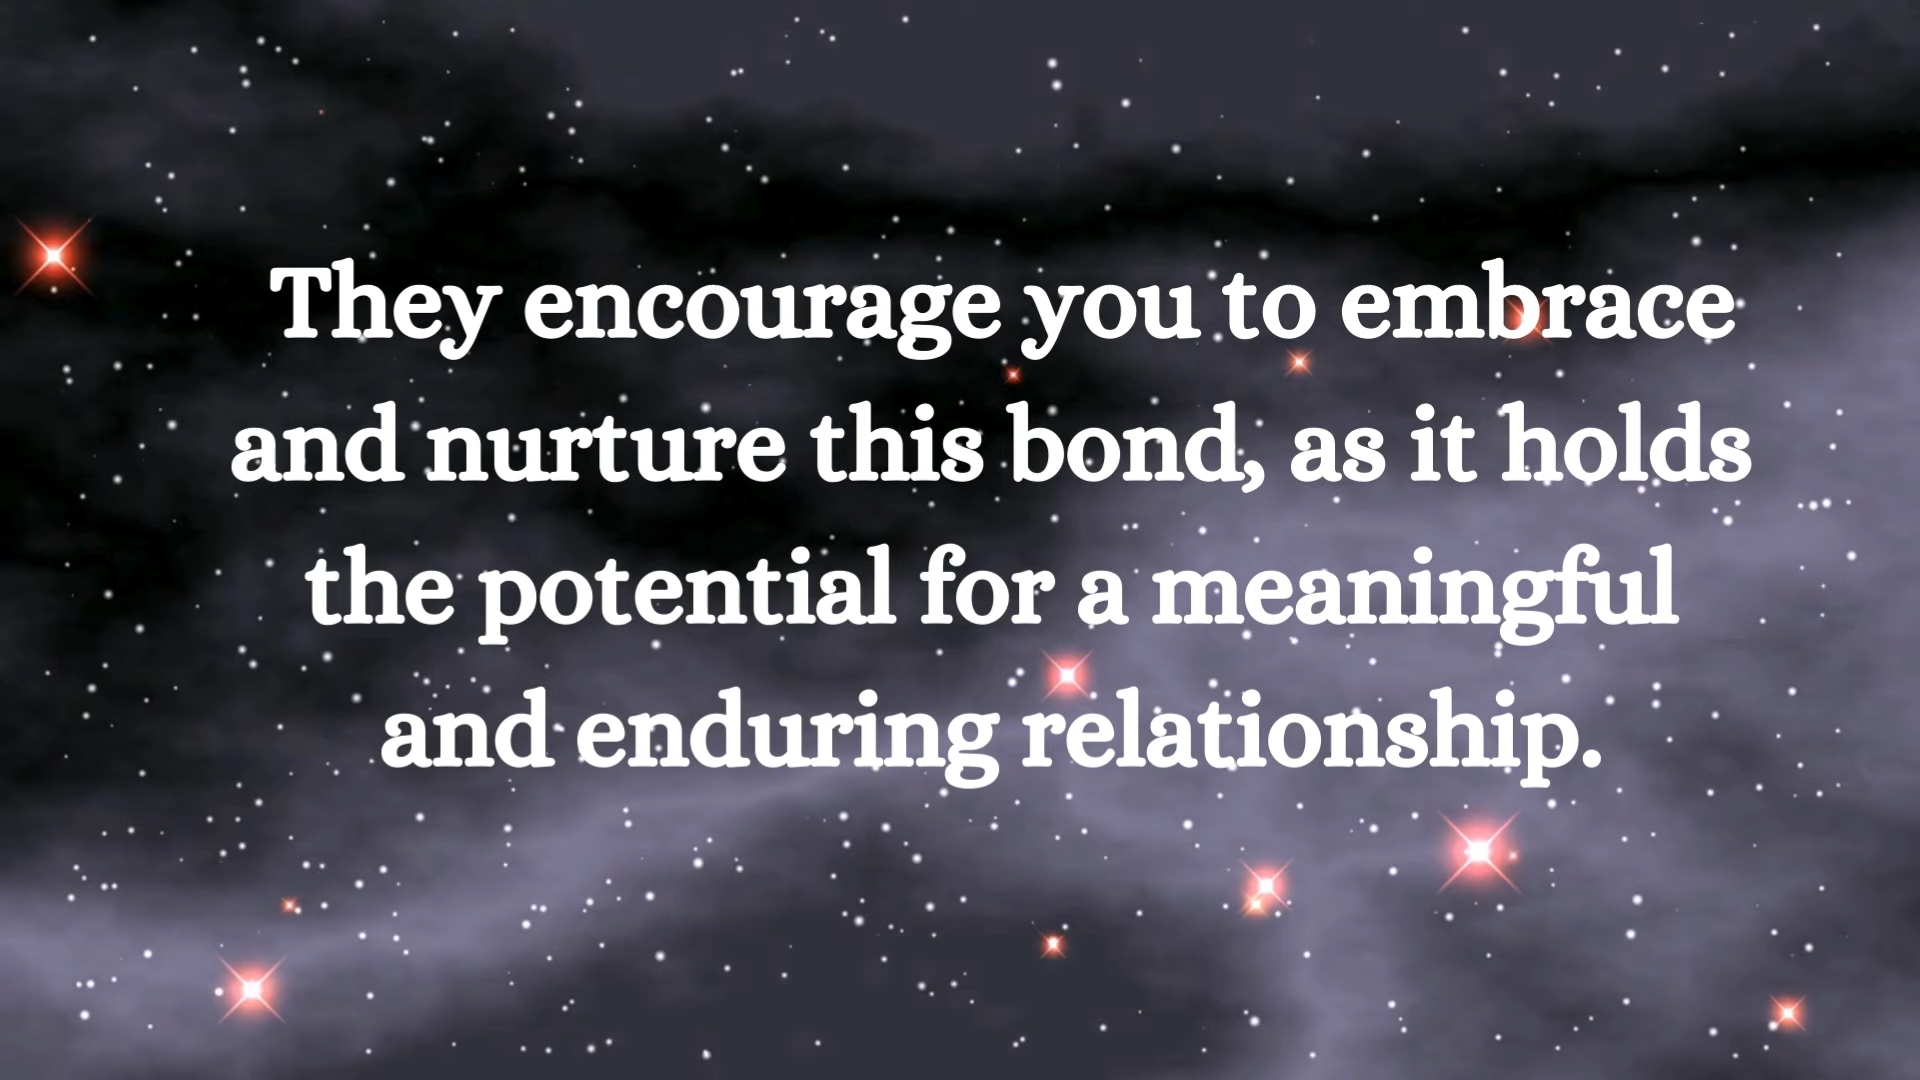 They encourage you to embrace
and nurture this bond, as it holds
the potential for a meaningful
and enduring relationship.